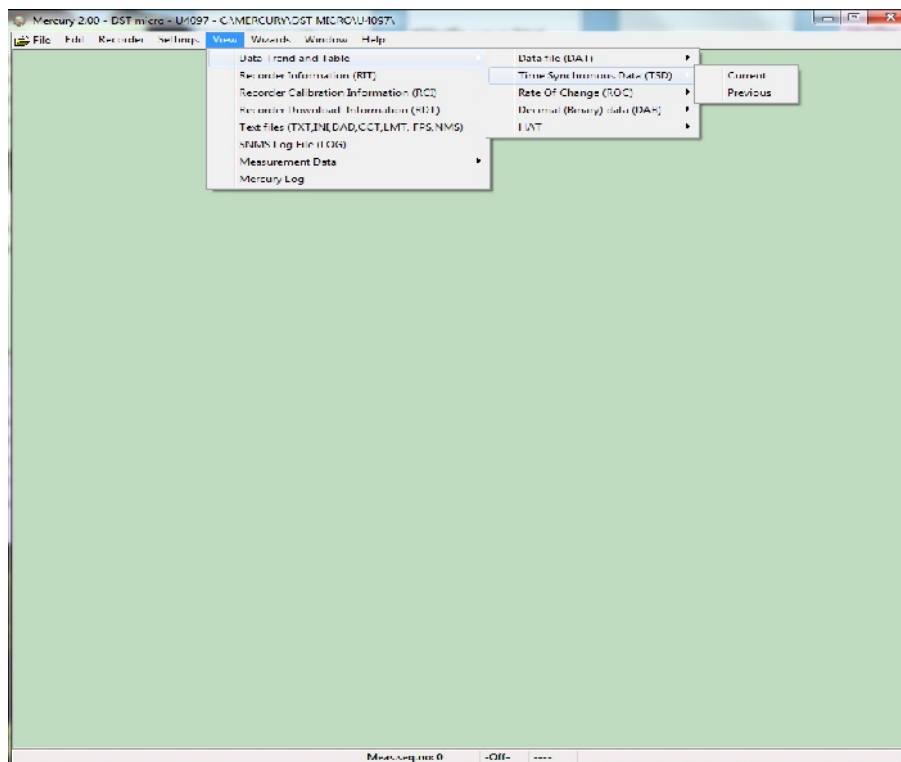 Mercury 2.00 - DST micro - U4097 - C:\MERCURY\DST MICRO\U4097\
File Edit Recorder Settings View Wizards Window Help
Data Trend and Table
Recorder Information (RIT)
Recorder Calibration Information (RCI)
Recorder Download Information (RDT)
Text files (TXT,INI,DAD,CCT,LMT, FPS,NMS)
SNMS Log File (LOG)
Measurement Data
Mercury Log
Data file (DAT)
Time Synchronous Data (TSD)
Rate Of Change (ROC)
Decimal (Binary) data (DAB)
HAT
Current
Previous
Meas.seq.no: 0 -Off- ----